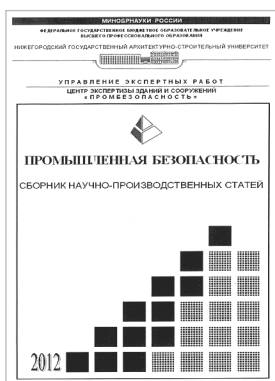 МИНОБРНАУКИ РОССИИ
ФЕДЕРАЛЬНОЕ ГОСУДАРСТВЕННОЕ БЮДЖЕТНОЕ ОБРАЗОВАТЕЛЬНОЕ УЧРЕЖДЕНИЕ
ВЫСШЕГО ПРОФЕССИОНАЛЬНОГО ОБРАЗОВАНИЯ
НИЖЕГОРОДСКИЙ ГОСУДАРСТВЕННЫЙ АРХИТЕКТУРНО-СТРОИТЕЛЬНЫЙ УНИВЕРСИТЕТ
УПРАВЛЕНИЕ ЭКСПЕРТНЫХ РАБОТ
ЦЕНТР ЭКСПЕРТИЗЫ ЗДАНИЙ И СООРУЖЕНИЙ
«ПРОМБЕЗОПАСНОСТЬ»
ПРОМЫШЛЕННАЯ БЕЗОПАСНОСТЬ
СБОРНИК НАУЧНО-ПРОИЗВОДСТВЕННЫХ СТАТЕЙ
2012